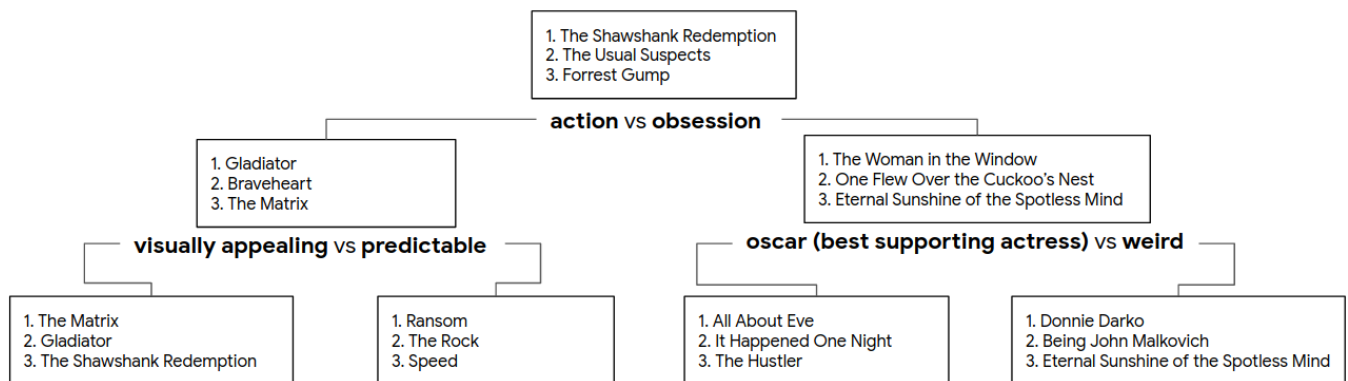 1. The Shawshank Redemption
2. The Usual Suspects
3. Forrest Gump
action vs obsession
1. Gladiator
2. Braveheart
3. The Matrix
1. The Woman in the Window
2. One Flew Over the Cuckoo's Nest
3. Eternal Sunshine of the Spotless Mind
visually appealing vs predictable
oscar (best supporting actress) vs weird
1. The Matrix
2. Gladiator
3. The Shawshank Redemption
1. Ransom
2. The Rock
3. Speed
1. All About Eve
2. It Happened One Night
3. The Hustler
1. Donnie Darko
2. Being John Malkovich
3. Eternal Sunshine of the Spotless Mind